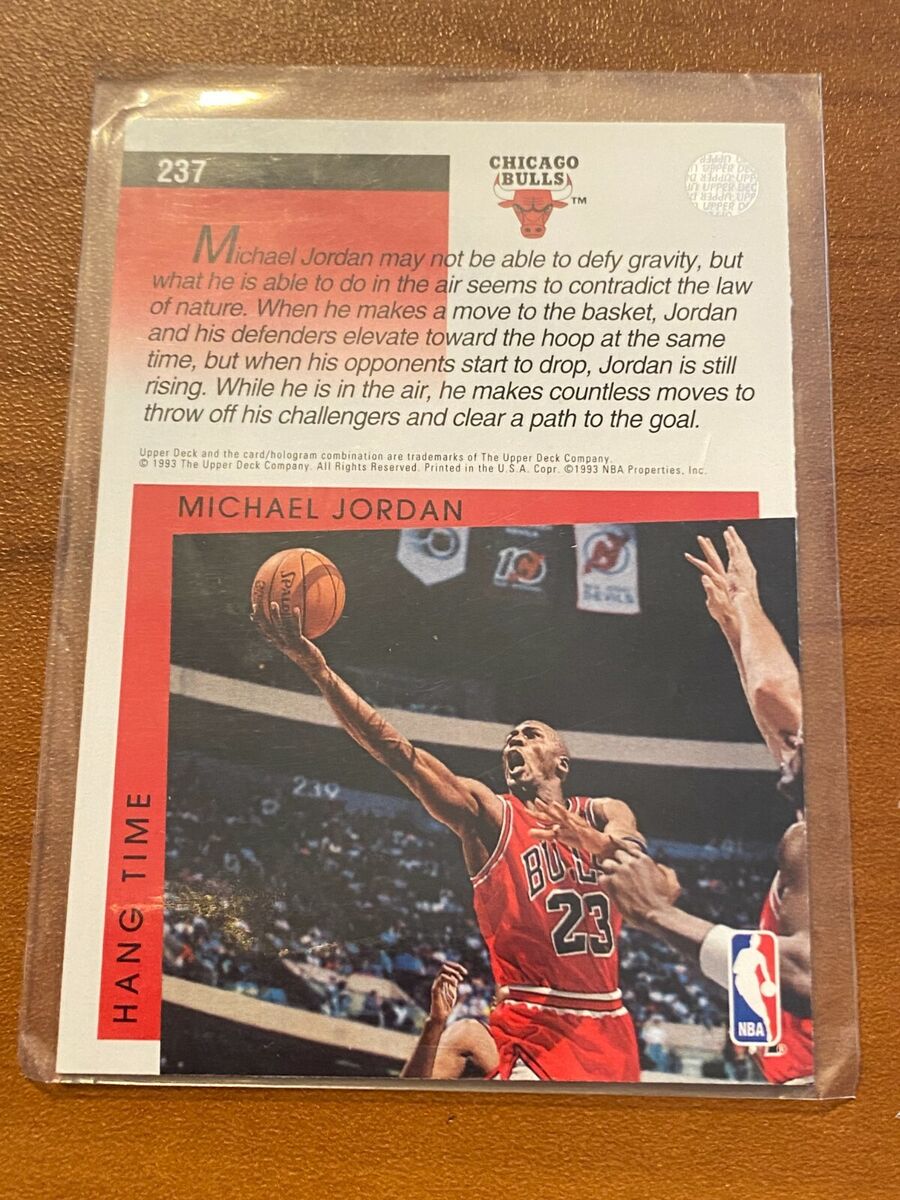 237
CHICAGO
BULLS
TM
Michael Jordan may not be able to defy gravity, but
what he is able to do in the air seems to contradict the law
of nature. When he makes a move to the basket, Jordan
and his defenders elevate toward the hoop at the same
time, but when his opponents start to drop, Jordan is still
rising. While he is in the air, he makes countless moves to
throw off his challengers and clear a path to the goal.
Upper Deck and the card/hologram combination are trademarks of The Upper Deck Company.
© 1993 The Upper Deck Company. All Rights Reserved. Printed in the U.S.A. Copr. ©1993 NBA Properties, Inc.
MICHAEL JORDAN
HANG TIME
SPALDING
10
DEVILS
239
BULLS
23
NBA